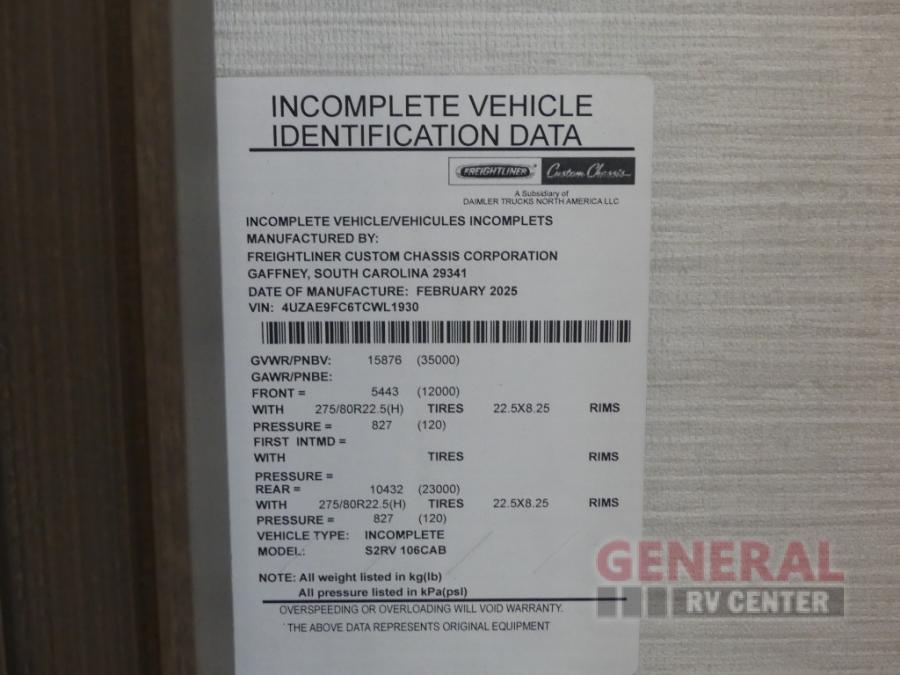 INCOMPLETE VEHICLE
IDENTIFICATION DATA
FREIGHTLINER Custom Chassis
A Subsidiary of
DAIMLER TRUCKS NORTH AMERICA LLC
INCOMPLETE VEHICLE/VEHICULES INCOMPLETS
MANUFACTURED BY:
FREIGHTLINER CUSTOM CHASSIS CORPORATION
GAFFNEY, SOUTH CAROLINA 29341
DATE OF MANUFACTURE: FEBRUARY 2025
VIN: 4UZAE9FC6TCWL1930
GVWR/PNBV: 15876 (35000)
GAWR/PNBE:
FRONT = 5443 (12000)
WITH 275/80R22.5(H) TIRES 22.5X8.25 RIMS
PRESSURE = 827 (120)
FIRST INTMD =
WITH TIRES RIMS
PRESSURE =
REAR = 10432 (23000)
WITH 275/80R22.5(H) TIRES 22.5X8.25 RIMS
PRESSURE = 827 (120)
VEHICLE TYPE: INCOMPLETE
MODEL: S2RV 106CAB
NOTE: All weight listed in kg(lb)
All pressure listed in kPa(psi)
OVERSPEEDING OR OVERLOADING WILL VOID WARRANTY.
THE ABOVE DATA REPRESENTS ORIGINAL EQUIPMENT
GENERAL
RV CENTER